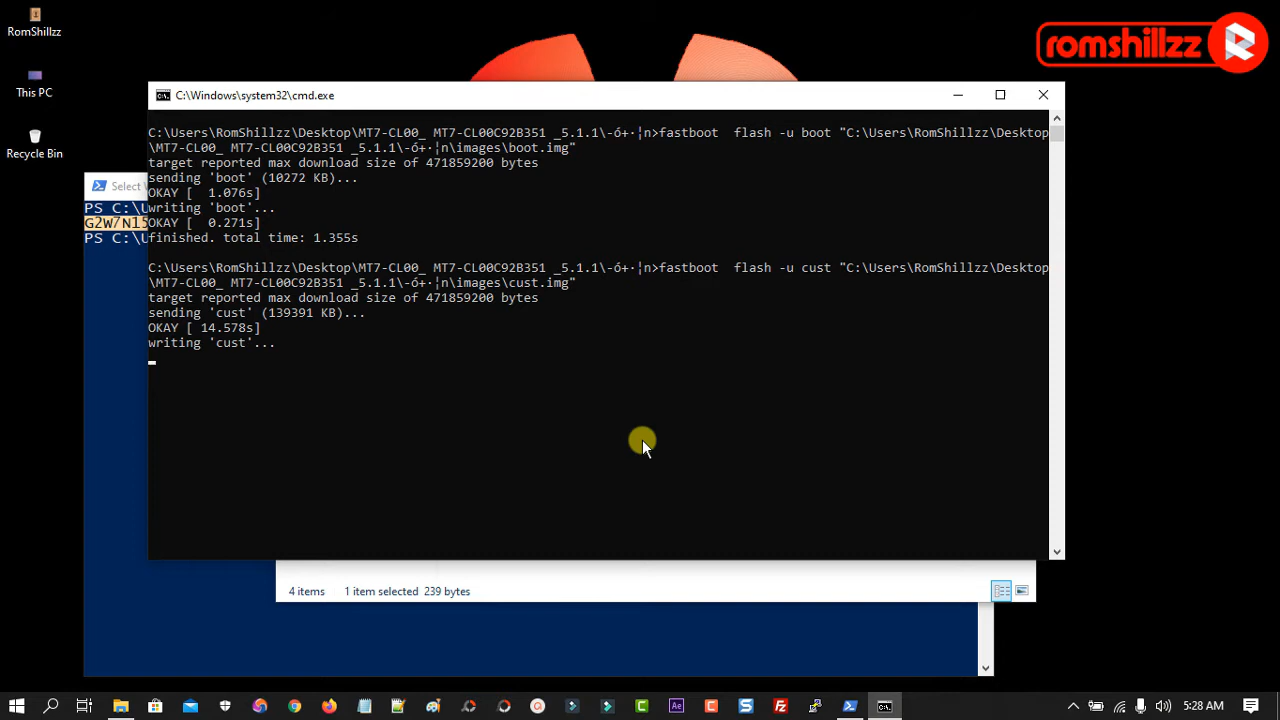 RomShillzz
This PC
Recycle Bin
romshillzz
C:\Windows\system32\cmd.exe
C:\Users\RomShillzz\Desktop\MT7-CL00_ MT7-CL00C92B351 _5.1.1\-ó+·¦n>fastboot  flash -u boot "C:\Users\RomShillzz\Desktop
\MT7-CL00_ MT7-CL00C92B351 _5.1.1\-ó+·¦n\images\boot.img"
target reported max download size of 471859200 bytes
sending 'boot' (10272 KB)...
OKAY [  1.076s]
writing 'boot'...
OKAY [  0.271s]
finished. total time: 1.355s
C:\Users\RomShillzz\Desktop\MT7-CL00_ MT7-CL00C92B351 _5.1.1\-ó+·¦n>fastboot  flash -u cust "C:\Users\RomShillzz\Desktop
\MT7-CL00_ MT7-CL00C92B351 _5.1.1\-ó+·¦n\images\cust.img"
target reported max download size of 471859200 bytes
sending 'cust' (139391 KB)...
OKAY [ 14.578s]
writing 'cust'...
Select
PS C:\U
G2W7N15
PS C:\U
4 items 1 item selected 239 bytes
5:28 AM